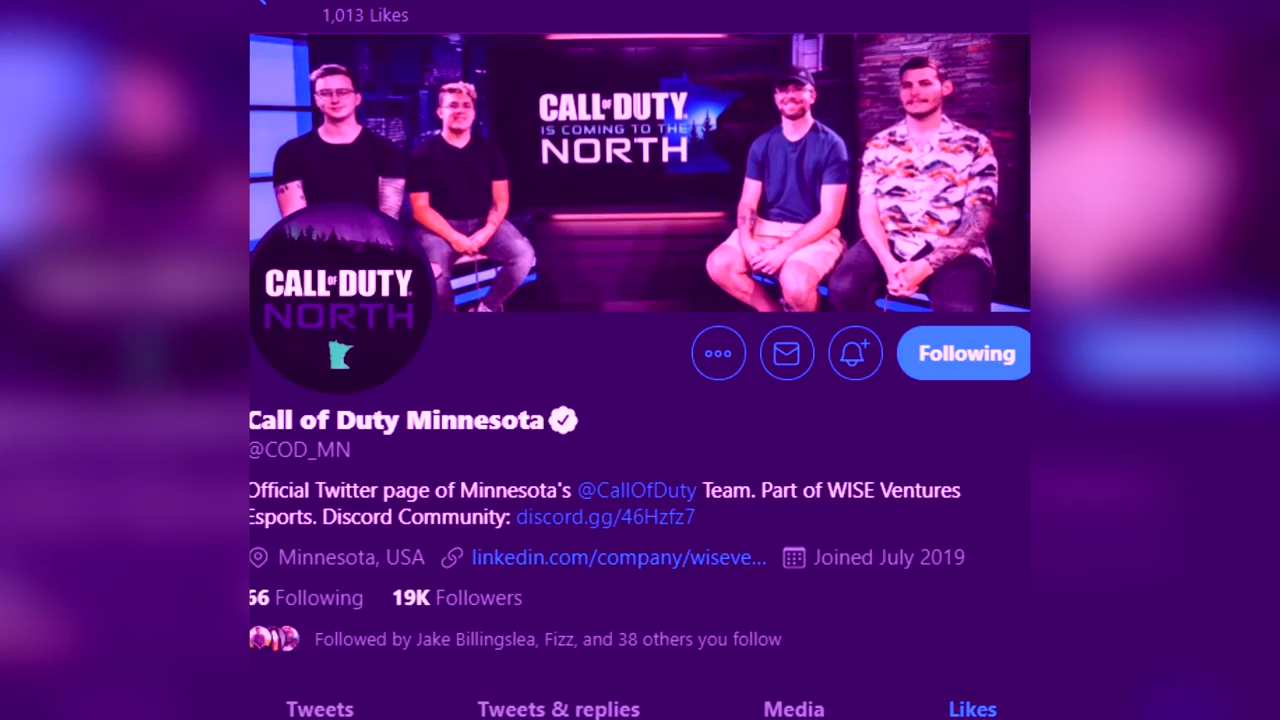 1,013 Likes
CALL OF DUTY
IS COMING TO THE
NORTH
CALL OF DUTY
NORTH
Following
Call of Duty Minnesota
@COD_MN
Official Twitter page of Minnesota's @CallOfDuty Team. Part of WISE Ventures
Esports. Discord Community: discord.gg/46Hzfz7
Minnesota, USA linkedin.com/company/wiseve... Joined July 2019
66 Following 19K Followers
Followed by Jake Billingslea, Fizz, and 38 others you follow
Tweets Tweets & replies Media Likes